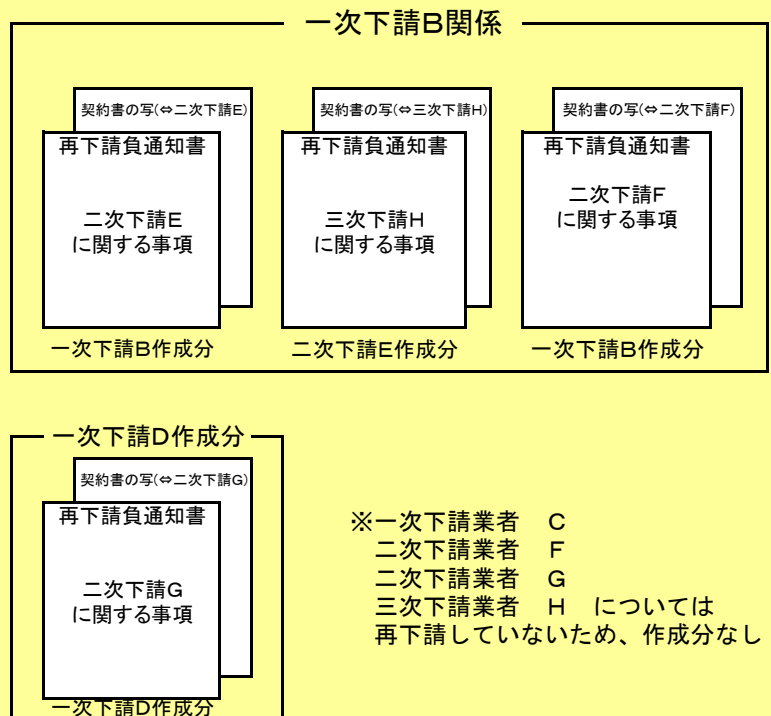 一次下請B関係
契約書の写(⇔二次下請E)
再下請負通知書
二次下請E
に関する事項
一次下請B作成分
契約書の写(⇔三次下請H)
再下請負通知書
三次下請H
に関する事項
二次下請E作成分
契約書の写(⇔二次下請F)
再下請負通知書
二次下請F
に関する事項
一次下請B作成分
一次下請D作成分
契約書の写(⇔二次下請G)
再下請負通知書
二次下請G
に関する事項
一次下請D作成分
※一次下請業者　C
二次下請業者　F
二次下請業者　G
三次下請業者　H　については
再下請していないため、作成分なし